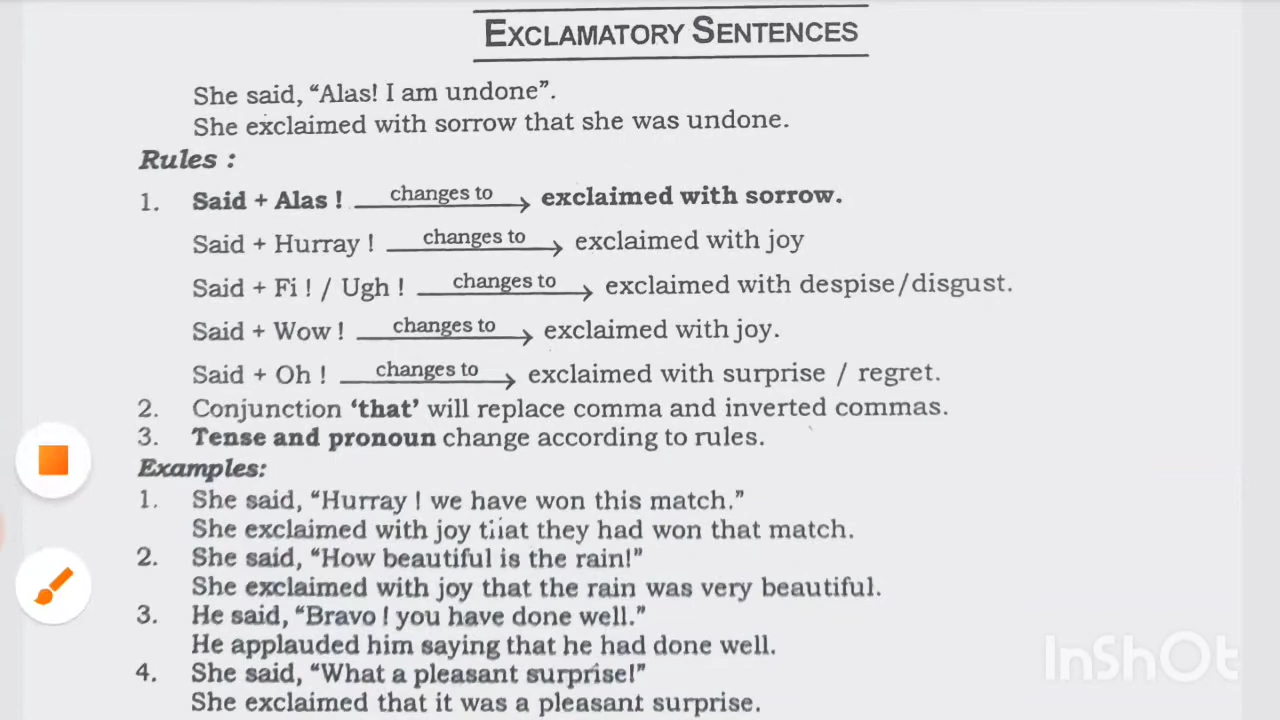 EXCLAMATORY SENTENCES
She said, “Alas! I am undone”.
She exclaimed with sorrow that she was undone.
Rules :
1. Said + Alas ! changes to exclaimed with sorrow.
Said + Hurray ! changes to exclaimed with joy
Said + Fi ! / Ugh ! changes to exclaimed with despise/disgust.
Said + Wow ! changes to exclaimed with joy.
Said + Oh ! changes to exclaimed with surprise / regret.
2. Conjunction ‘that’ will replace comma and inverted commas.
3. Tense and pronoun change according to rules.
Examples:
1. She said, “Hurray ! we have won this match.”
She exclaimed with joy that they had won that match.
2. She said, “How beautiful is the rain!”
She exclaimed with joy that the rain was very beautiful.
3. He said, “Bravo ! you have done well.”
He applauded him saying that he had done well.
4. She said, “What a pleasant surprise!”
She exclaimed that it was a pleasant surprise.
InShOt